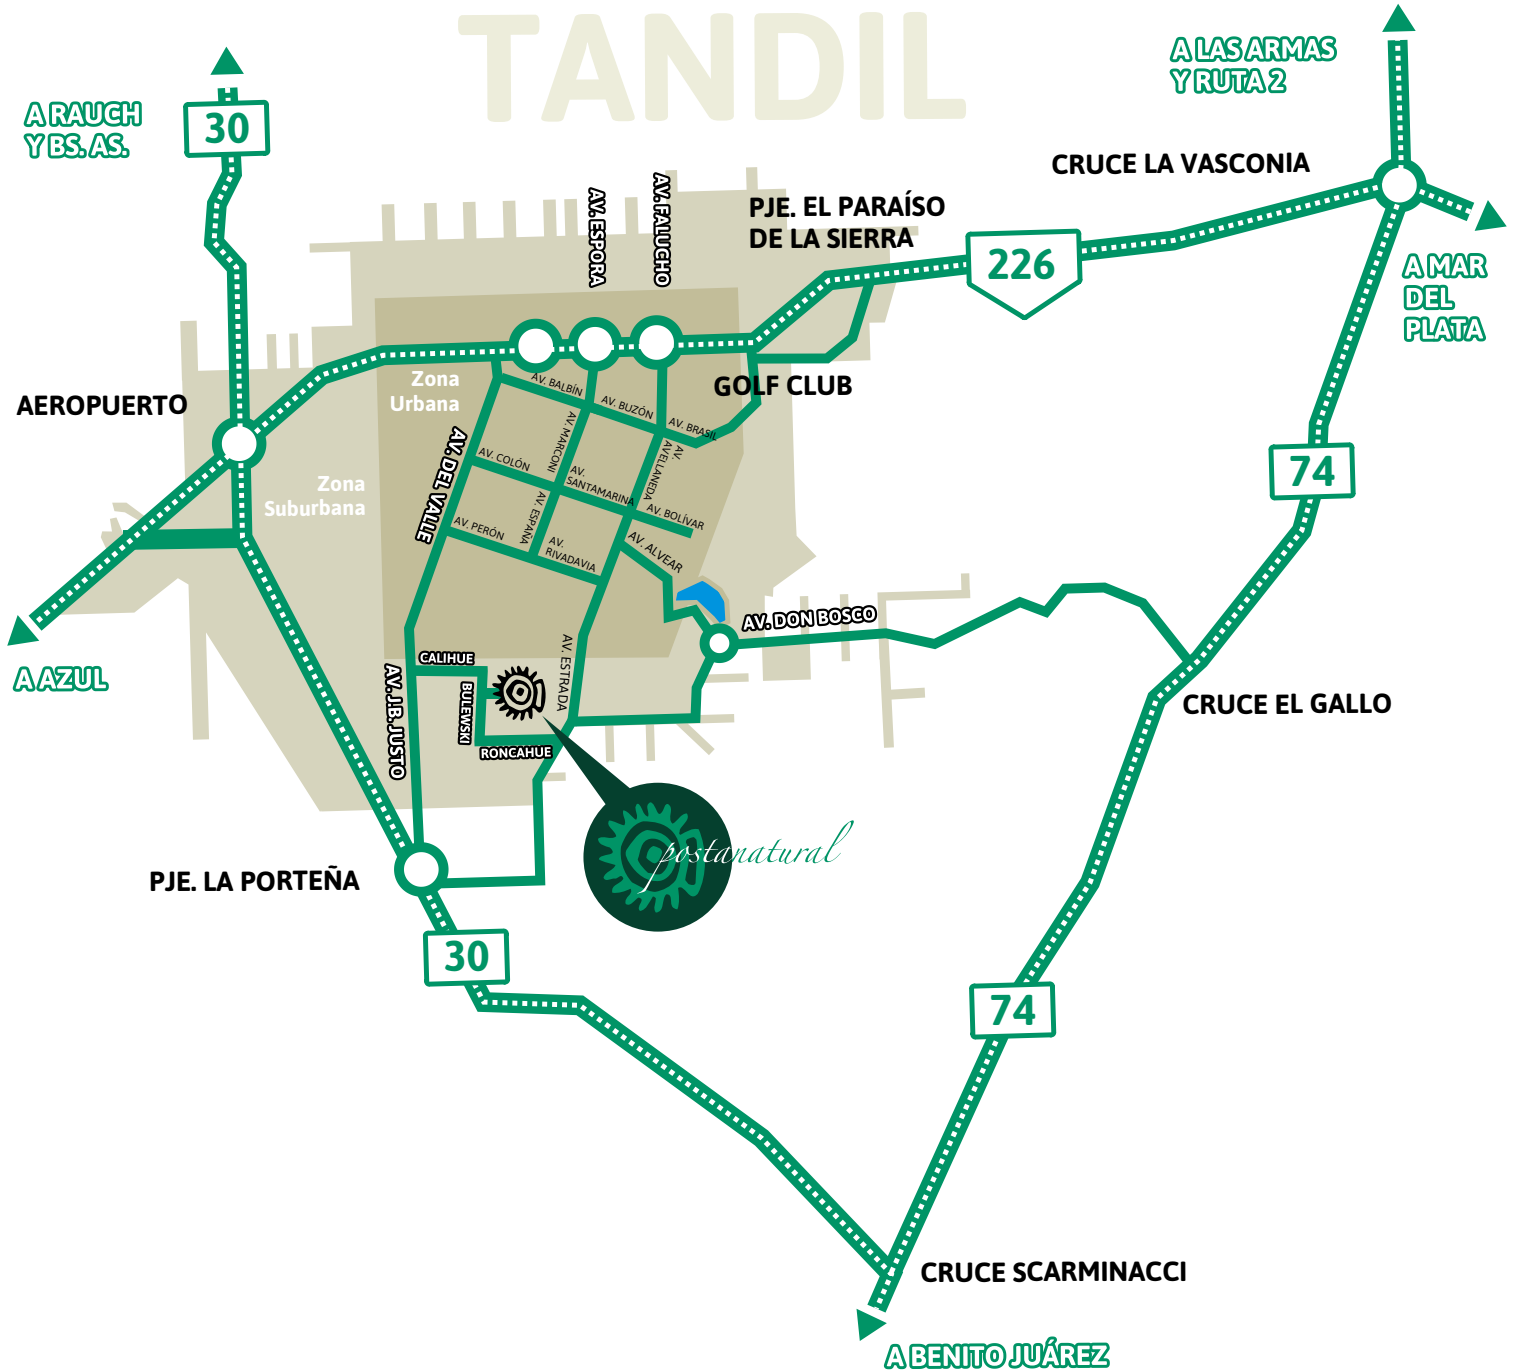 TANDIL
A LAS ARMAS
Y RUTA 2
A RAUCH
Y BS. AS.
30
CRUCE LA VASCONIA
AV. ESPORA
AV. FALUCHO
PJE. EL PARAÍSO
DE LA SIERRA
226
A MAR
DEL
PLATA
Zona
Urbana
AV. BALBÍN
AV. BUZÓN
GOLF CLUB
AV. BRASIL
AEROPUERTO
AV. DEL VALLE
AV. MARCONI
AV.
AVELLANEDA
AV. COLÓN
AV.
SANTAMARINA
AV. BOLÍVAR
74
Zona
Suburbana
AV. PERÓN
AV. ESPAÑA
AV.
RIVADAVIA
AV. ALVEAR
AV. DON BOSCO
A AZUL
CALIHUE
AV. J.B. JUSTO
BULEWSKI
AV. ESTRADA
RONCAHUE
CRUCE EL GALLO
postanatural
PJE. LA PORTEÑA
30
74
CRUCE SCARMINACCI
A BENITO JUÁREZ